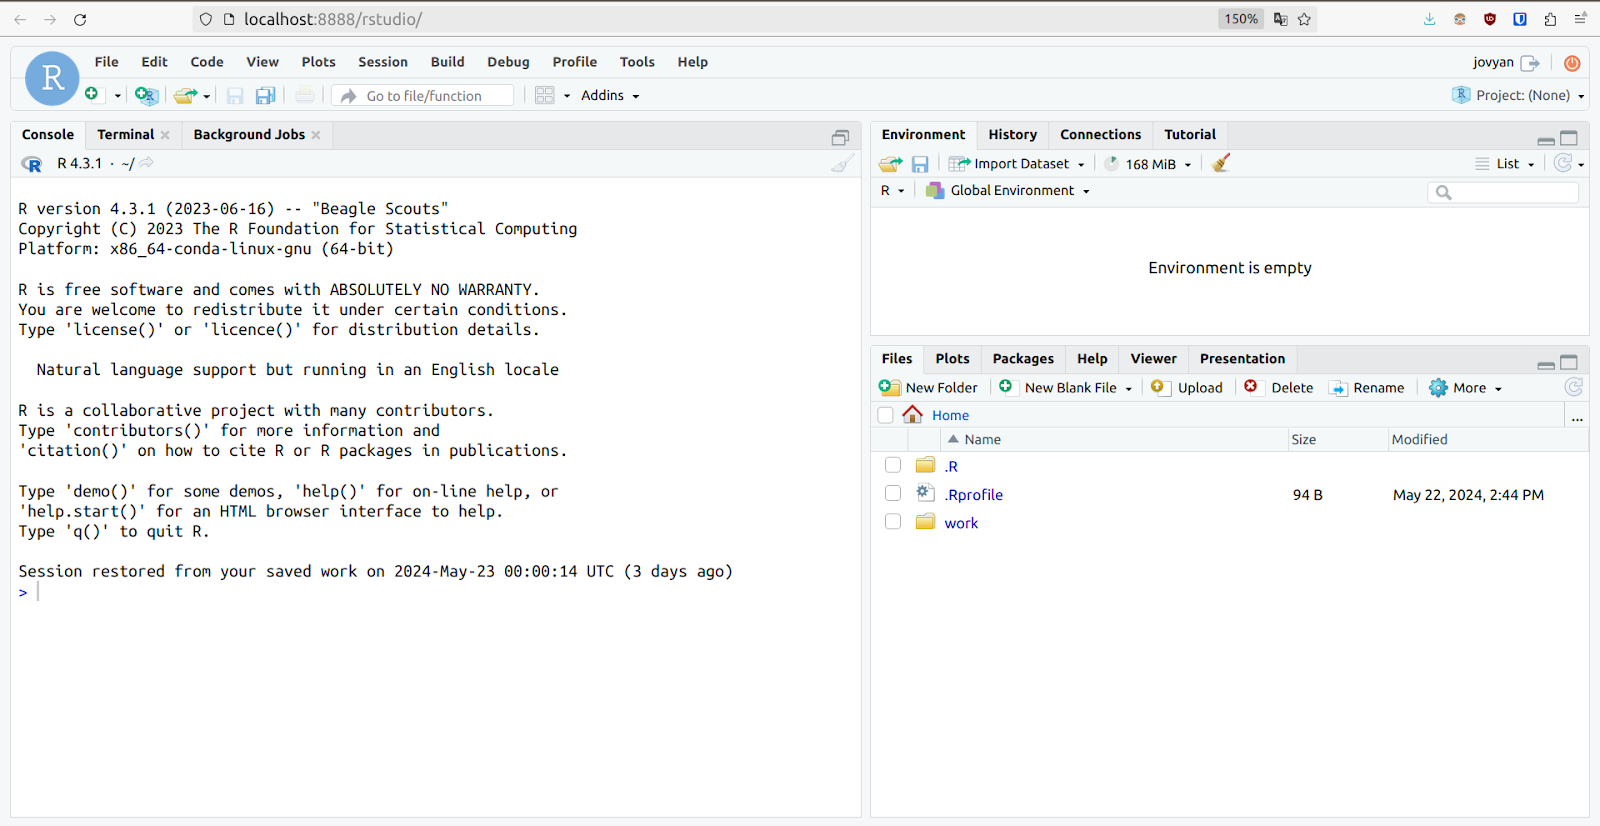 localhost:8888/rstudio/ 150%
R File Edit Code View Plots Session Build Debug Profile Tools Help jovyan
Go to file/function Addins Project: (None)
Console Terminal Background Jobs
R 4.3.1 · ~/
R version 4.3.1 (2023-06-16) -- "Beagle Scouts"
Copyright (C) 2023 The R Foundation for Statistical Computing
Platform: x86_64-conda-linux-gnu (64-bit)
R is free software and comes with ABSOLUTELY NO WARRANTY.
You are welcome to redistribute it under certain conditions.
Type 'license()' or 'licence()' for distribution details.
Natural language support but running in an English locale
R is a collaborative project with many contributors.
Type 'contributors()' for more information and
'citation()' on how to cite R or R packages in publications.
Type 'demo()' for some demos, 'help()' for on-line help, or
'help.start()' for an HTML browser interface to help.
Type 'q()' to quit R.
Session restored from your saved work on 2024-May-23 00:00:14 UTC (3 days ago)
>
Environment History Connections Tutorial
Import Dataset 168 MiB List
R Global Environment
Environment is empty
Files Plots Packages Help Viewer Presentation
New Folder New Blank File Upload Delete Rename More
Home ...
Name Size Modified
.R
.Rprofile 94 B May 22, 2024, 2:44 PM
work